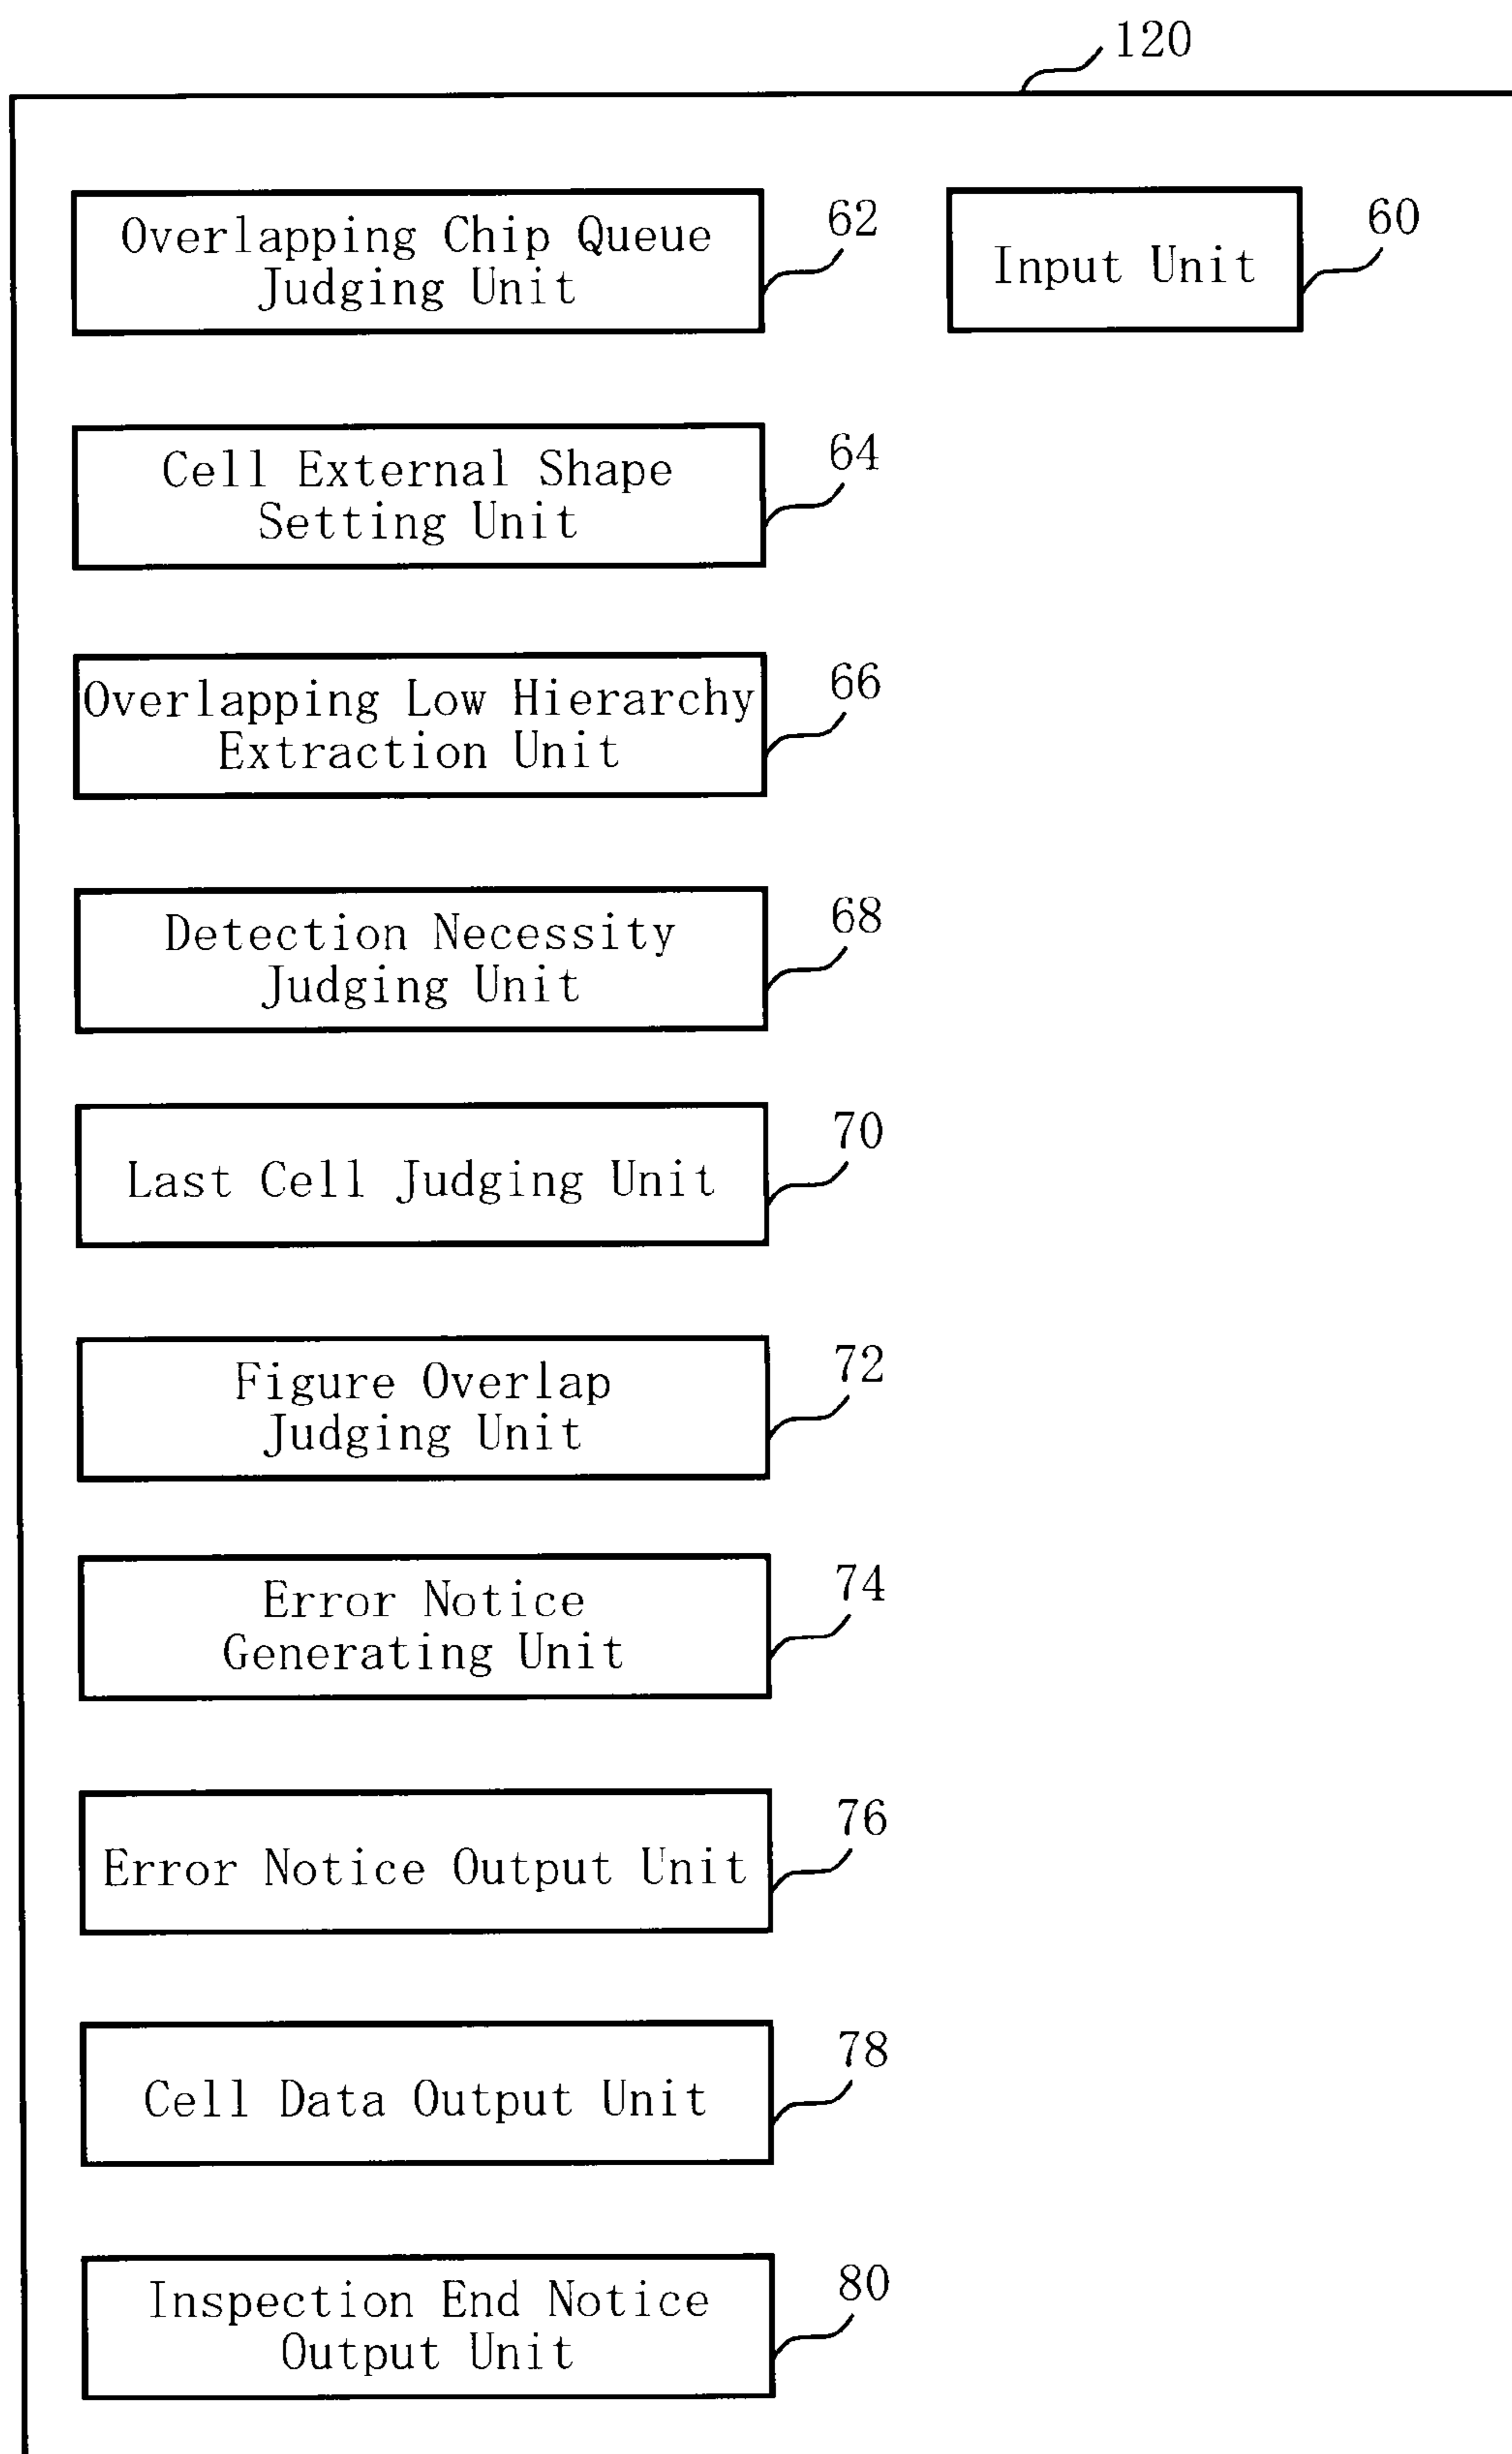 120
Overlapping Chip Queue
Judging Unit
62
Input Unit
60
Cell External Shape
Setting Unit
64
Overlapping Low Hierarchy
Extraction Unit
66
Detection Necessity
Judging Unit
68
Last Cell Judging Unit
70
Figure Overlap
Judging Unit
72
Error Notice
Generating Unit
74
Error Notice Output Unit
76
Cell Data Output Unit
78
Inspection End Notice
Output Unit
80